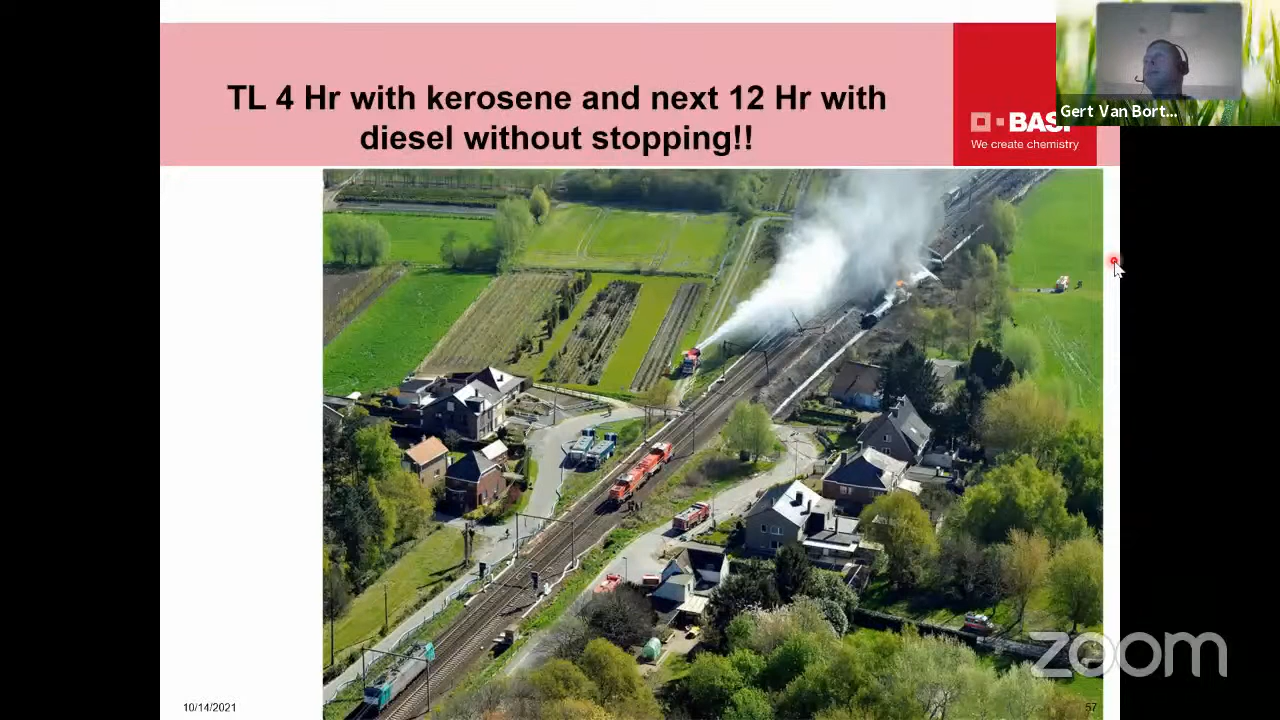 TL 4 Hr with kerosene and next 12 Hr with
diesel without stopping!!
BASF
We create chemistry
Gert Van Bort...
zoom
10/14/2021
57